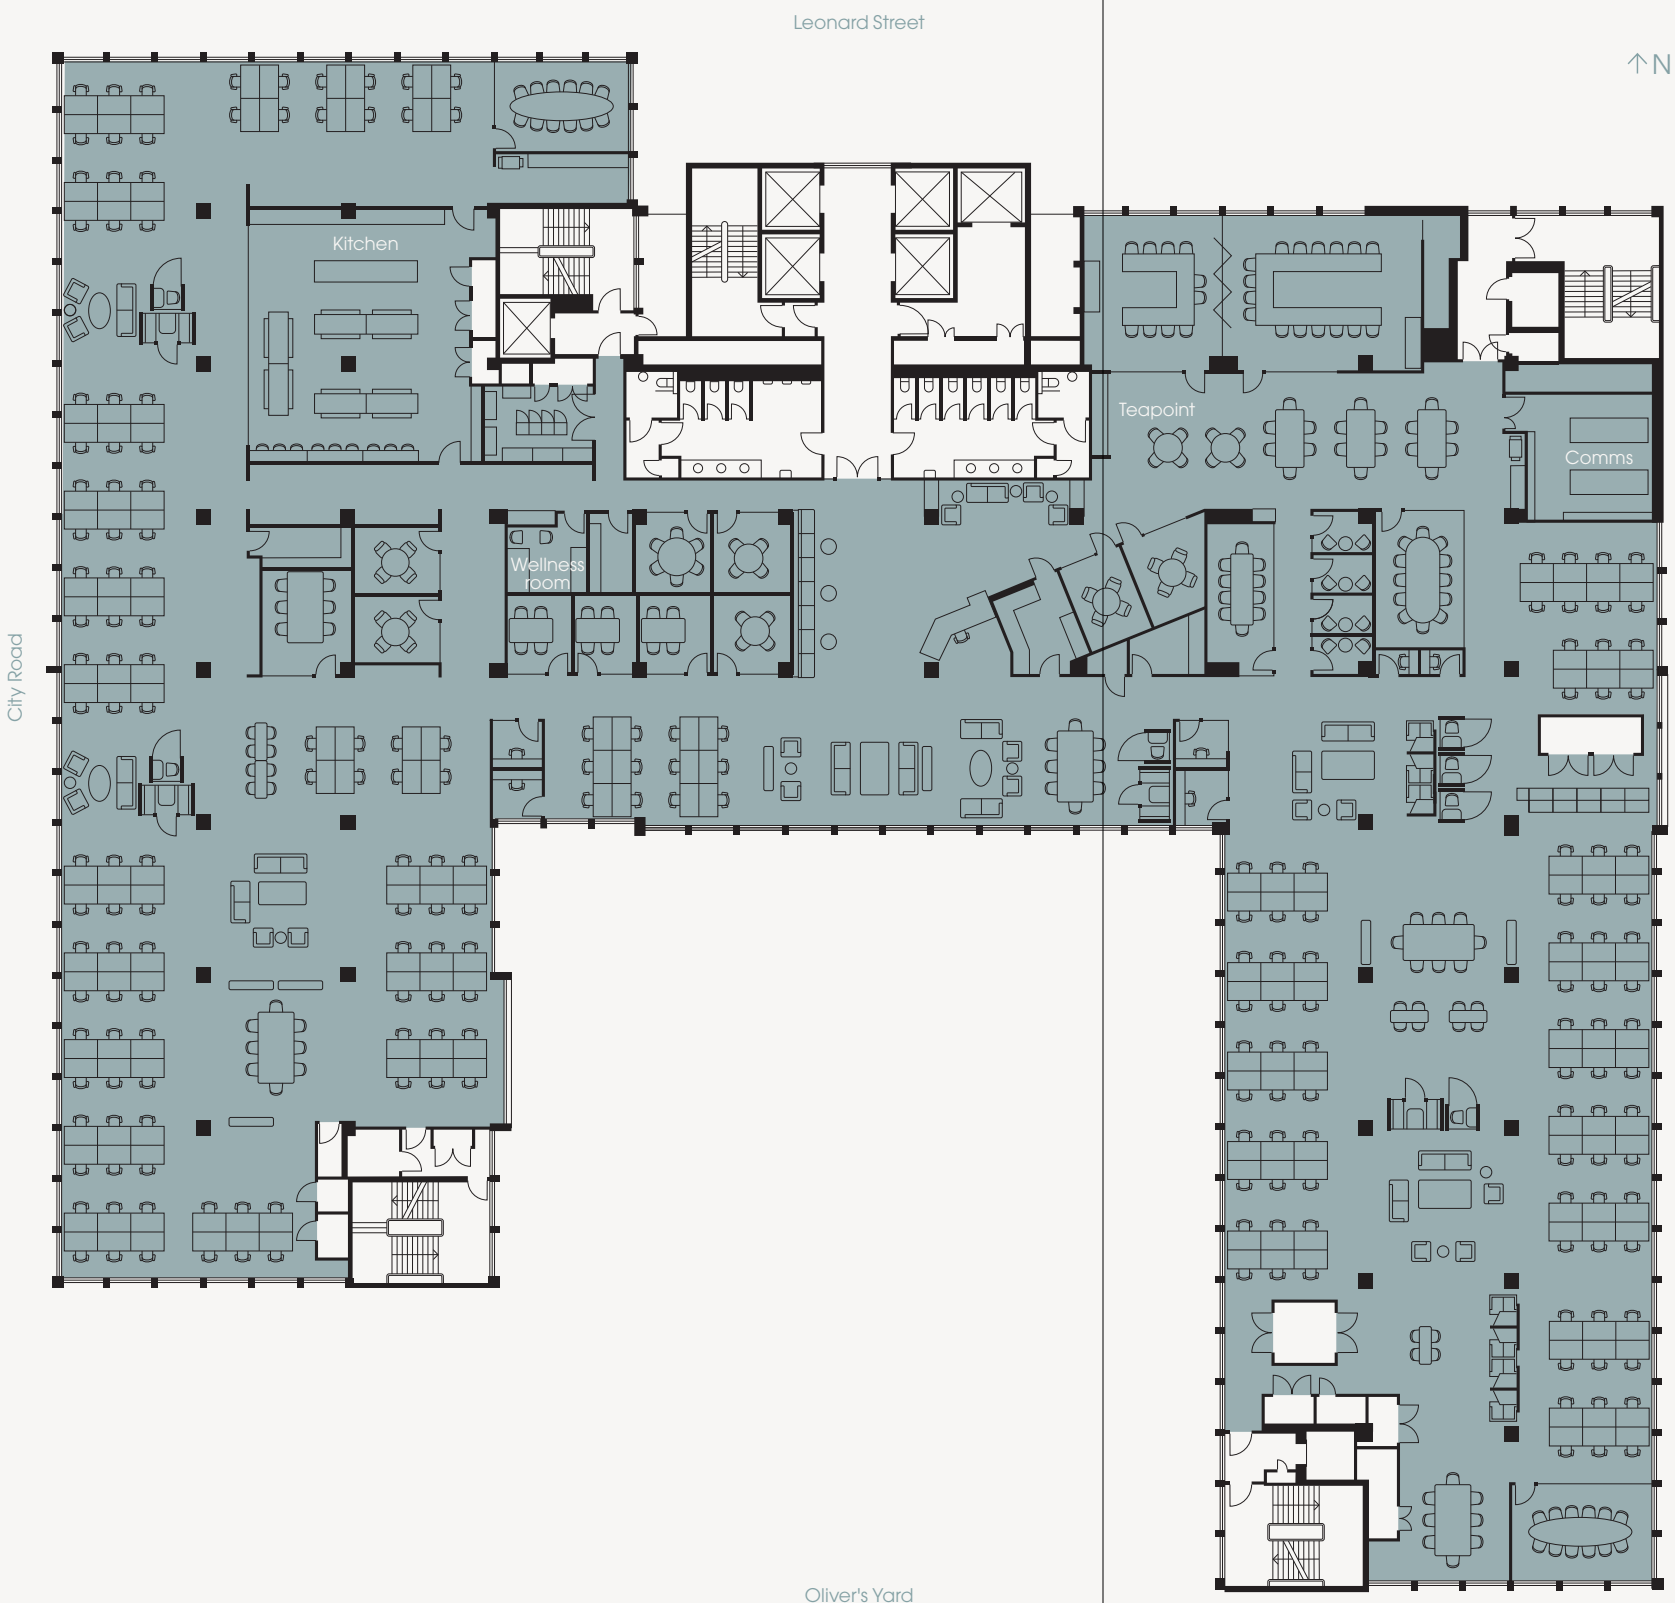 Leonard Street
N
Kitchen
Teapoint
Comms
Wellness
room
City Road
Oliver's Yard